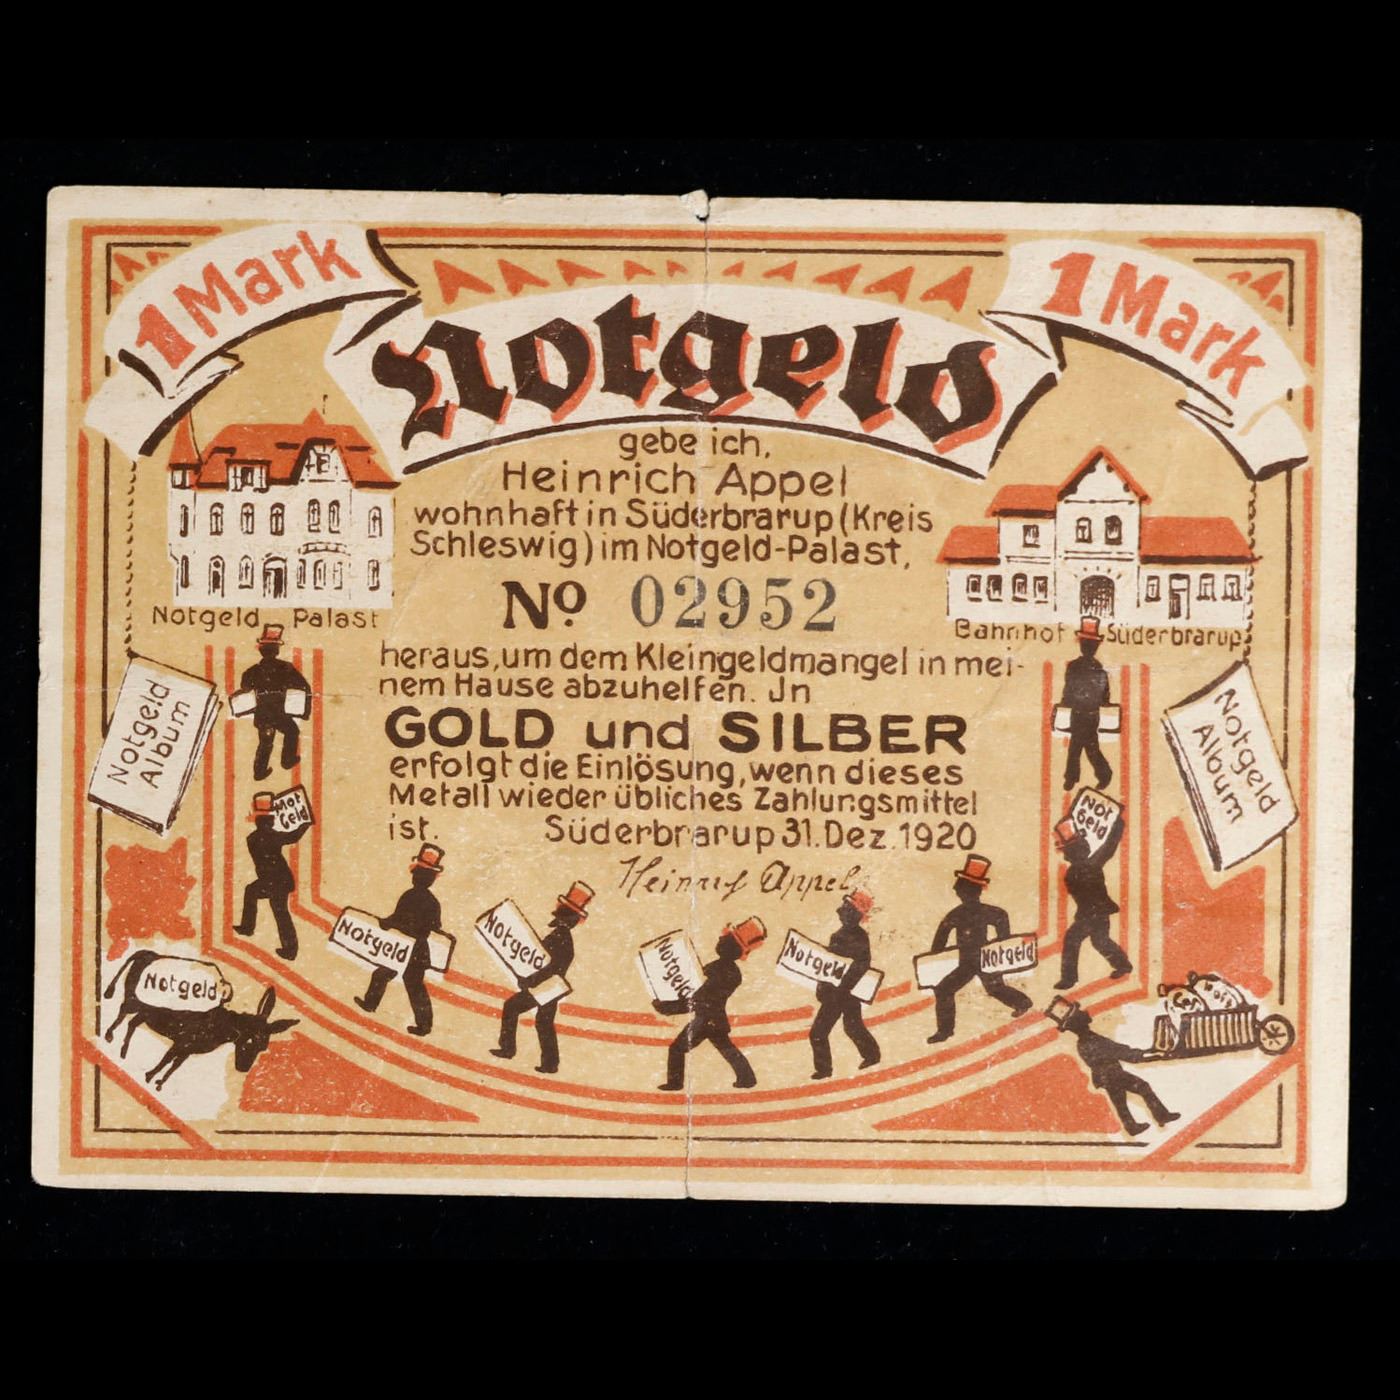 1 Mark
1 Mark
Notgeld
gebe ich,
Heinrich Appel
wohnhaft in Süderbrarup (Kreis
Schleswig) im Notgeld-Palast,
No. 02952
Notgeld Palast
Bahnhof Süderbrarup
heraus, um dem Kleingeldmangel in mei-
nem Hause abzuhelfen. Jn
GOLD und SILBER
erfolgt die Einlösung, wenn dieses
Metall wieder übliches Zahlungsmittel
ist. Süderbrarup 31. Dez. 1920
Heinrich Appel
Notgeld
Album
Notgeld
Album
Not
Geld
Not
Geld
Notgeld
Notgeld
Notgeld
Notgeld
Notgeld
Notgeld